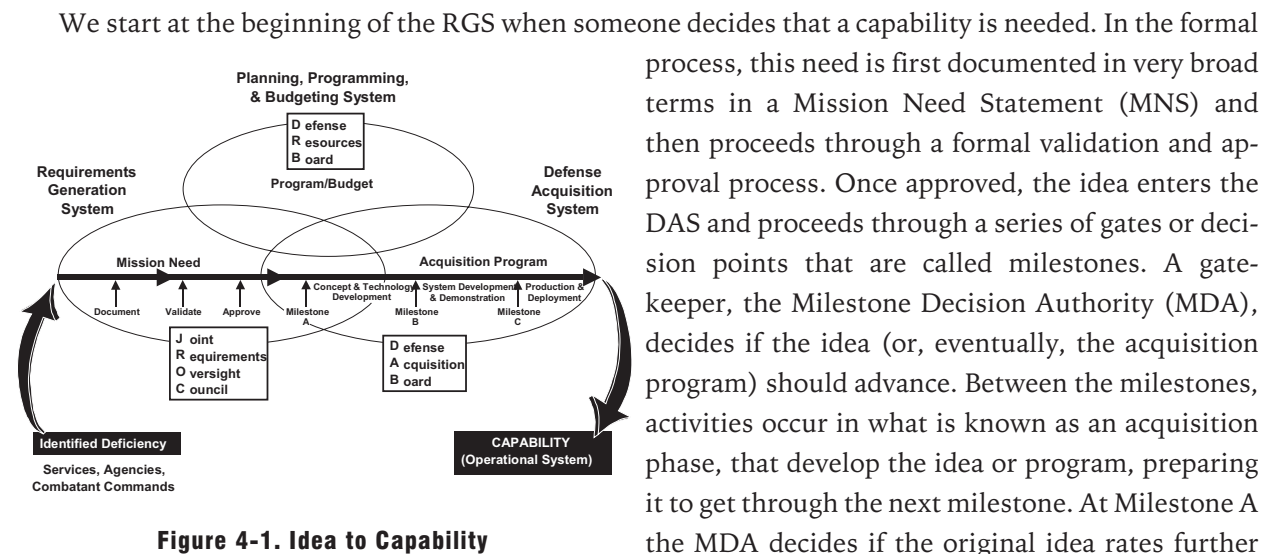 We start at the beginning of the RGS when someone decides that a capability is needed. In the formal
process, this need is first documented in very broad
terms in a Mission Need Statement (MNS) and
then proceeds through a formal validation and ap-
proval process. Once approved, the idea enters the
DAS and proceeds through a series of gates or deci-
sion points that are called milestones. A gate-
keeper, the Milestone Decision Authority (MDA),
decides if the idea (or, eventually, the acquisition
program) should advance. Between the milestones,
activities occur in what is known as an acquisition
phase, that develop the idea or program, preparing
it to get through the next milestone. At Milestone A
the MDA decides if the original idea rates further
Planning, Programming,
& Budgeting System
D efense
R esources
B oard
Program/Budget
Requirements
Generation
System
Defense
Acquisition
System
Mission Need
Acquisition Program
Document
Validate
Approve
Milestone
A
Concept & Technology
Development
Milestone
B
System Development
& Demonstration
Milestone
C
Production &
Deployment
J oint
R equirements
O versight
C ouncil
D efense
A cquisition
B oard
Identified Deficiency
Services, Agencies,
Combatant Commands
CAPABILITY
(Operational System)
Figure 4-1. Idea to Capability